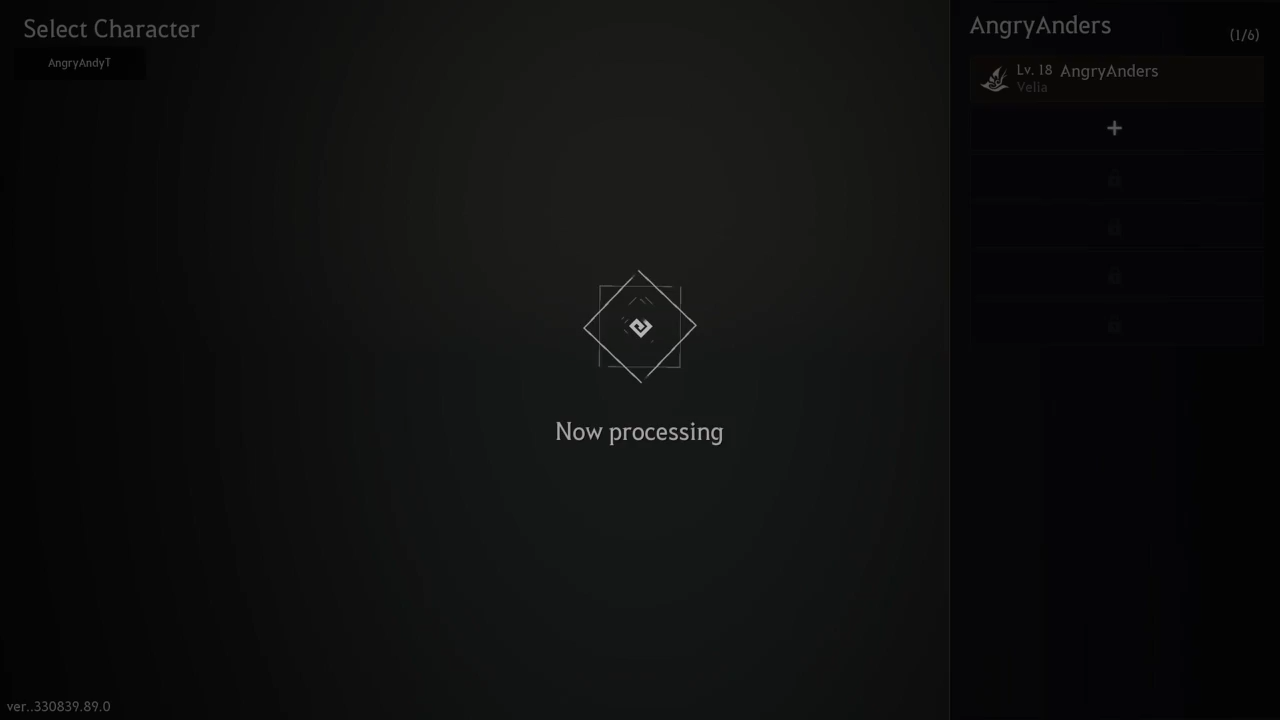 Select Character
AngryAndyT
AngryAnders
(1/6)
Lv. 18 AngryAnders
Velia
+
Now processing
ver..330839.89.0